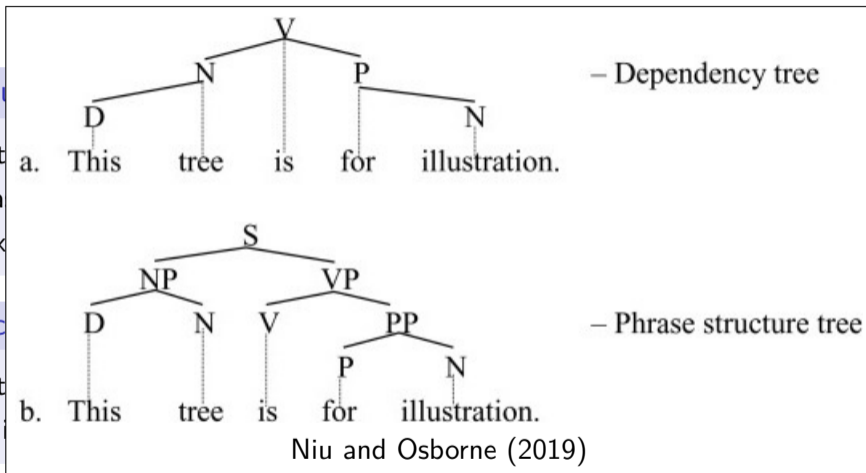 V
N P – Dependency tree
D N
a. This tree is for illustration.
S
NP VP
D N V PP – Phrase structure tree
P N
b. This tree is for illustration.
Niu and Osborne (2019)